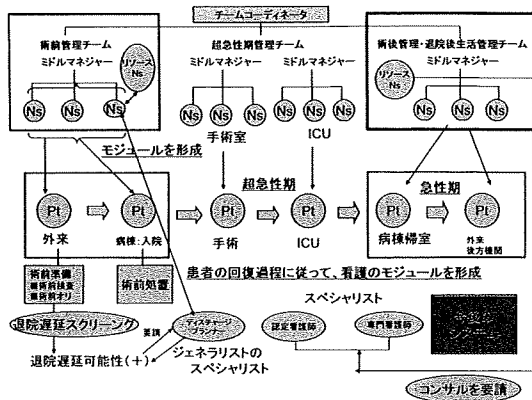 チームコーディネータ
術前管理チーム
ミドルマネジャー
リソース
Ns
Ns
Ns
Ns
超急性期管理チーム
ミドルマネジャー
ミドルマネジャー
Ns
Ns
Ns
Ns
Ns
Ns
手術室
ICU
術後管理・退院後生活管理チーム
ミドルマネジャー
リソース
Ns
Ns
Ns
Ns
モジュールを形成
超急性期
急性期
Pt
Pt
Pt
Pt
Pt
Pt
外来
病棟:入院
手術
ICU
病棟帰室
外来
後方機関
患者の回復過程に従って、看護のモジュールを形成
術前準備
術前処置
退院遅延スクリーニング
退院遅延可能性(+)
要請
ディスチャージ
プランナー
ジェネラリストの
スペシャリスト
スペシャリスト
認定看護師
専門看護師
コンサルを要請